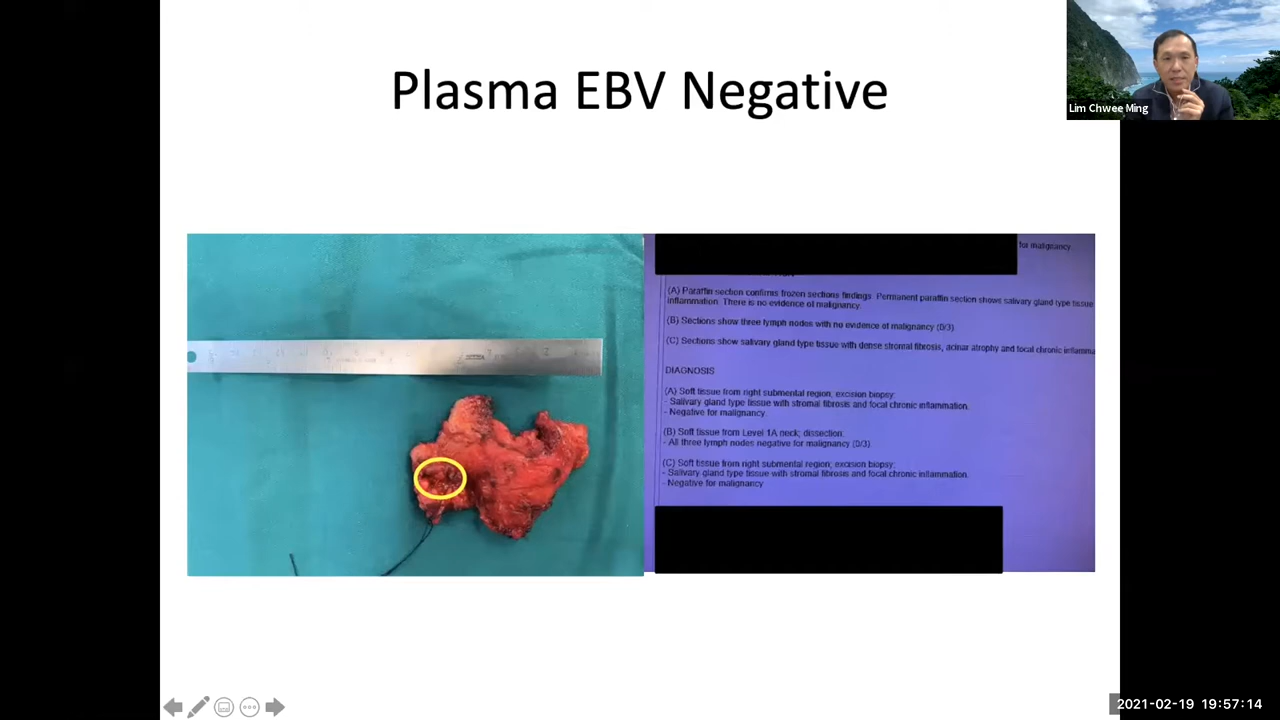 Plasma EBV Negative
Lim Chwee Ming
for malignancy.
(A) Paraffin section confirms frozen sections findings. Permanent paraffin section shows salivary gland type tissue
inflammation. There is no evidence of malignancy.
(B) Sections show three lymph nodes with no evidence of malignancy (0/3)
(C) Sections show salivary gland type tissue with dense stromal fibrosis, acinar atrophy and focal chronic inflamma
DIAGNOSIS
(A) Soft tissue from right submental region; excision biopsy:
- Salivary gland type tissue with stromal fibrosis and focal chronic inflammation.
- Negative for malignancy.
(B) Soft tissue from Level 1A neck; dissection:
- All three lymph nodes negative for malignancy (0/3)
(C) Soft tissue from right submental region; excision biopsy:
- Salivary gland type tissue with stromal fibrosis and focal chronic inflammation.
- Negative for malignancy
2021-02-19 19:57:14